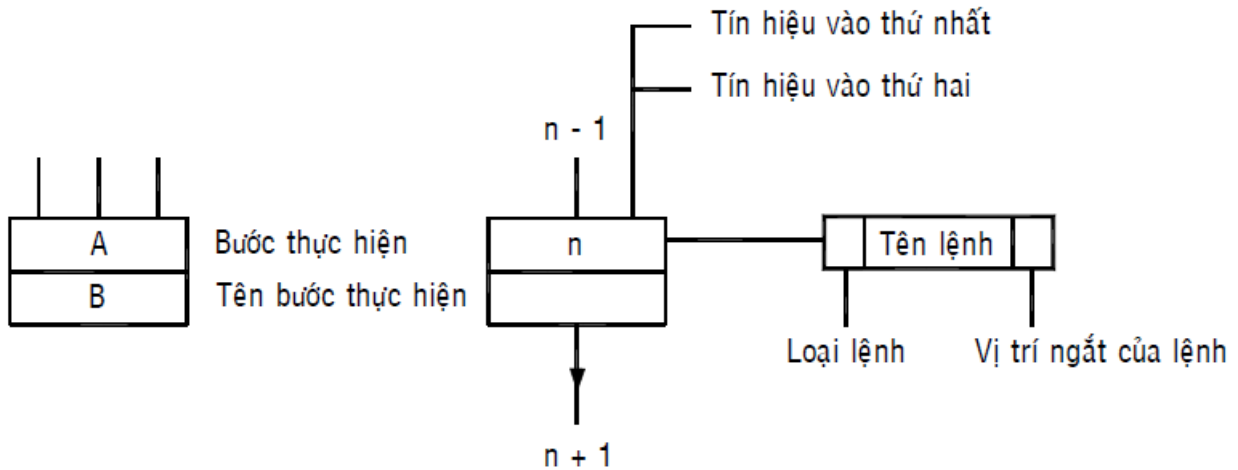 Tín hiệu vào thứ nhất
Tín hiệu vào thứ hai
n - 1
A
Bước thực hiện
n
Tên lệnh
B
Tên bước thực hiện
Loại lệnh
Vị trí ngắt của lệnh
n + 1